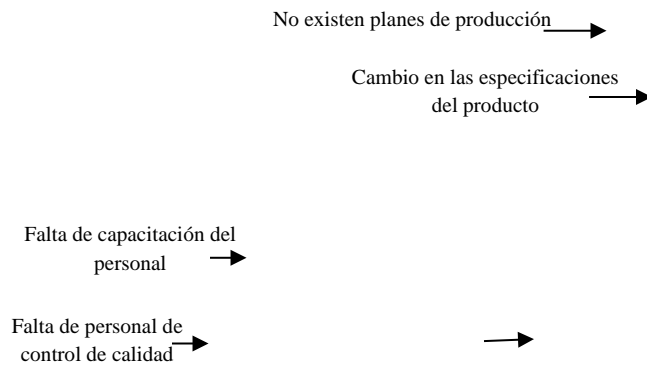 No existen planes de producción
Cambio en las especificaciones
del producto
Falta de capacitación del
personal
Falta de personal de
control de calidad